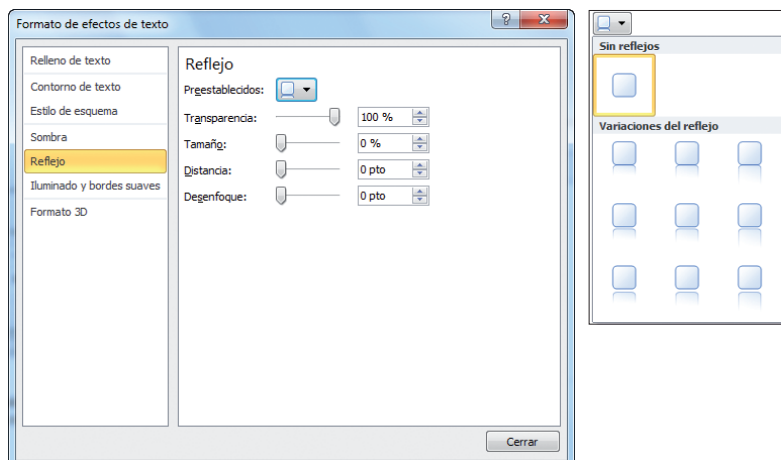 Formato de efectos de texto
Relleno de texto
Contorno de texto
Estilo de esquema
Sombra
Reflejo
Iluminado y bordes suaves
Formato 3D
Reflejo
Preestablecidos:
Transparencia: 100 %
Tamaño: 0 %
Distancia: 0 pto
Desenfoque: 0 pto
Cerrar
Sin reflejos
Variaciones del reflejo